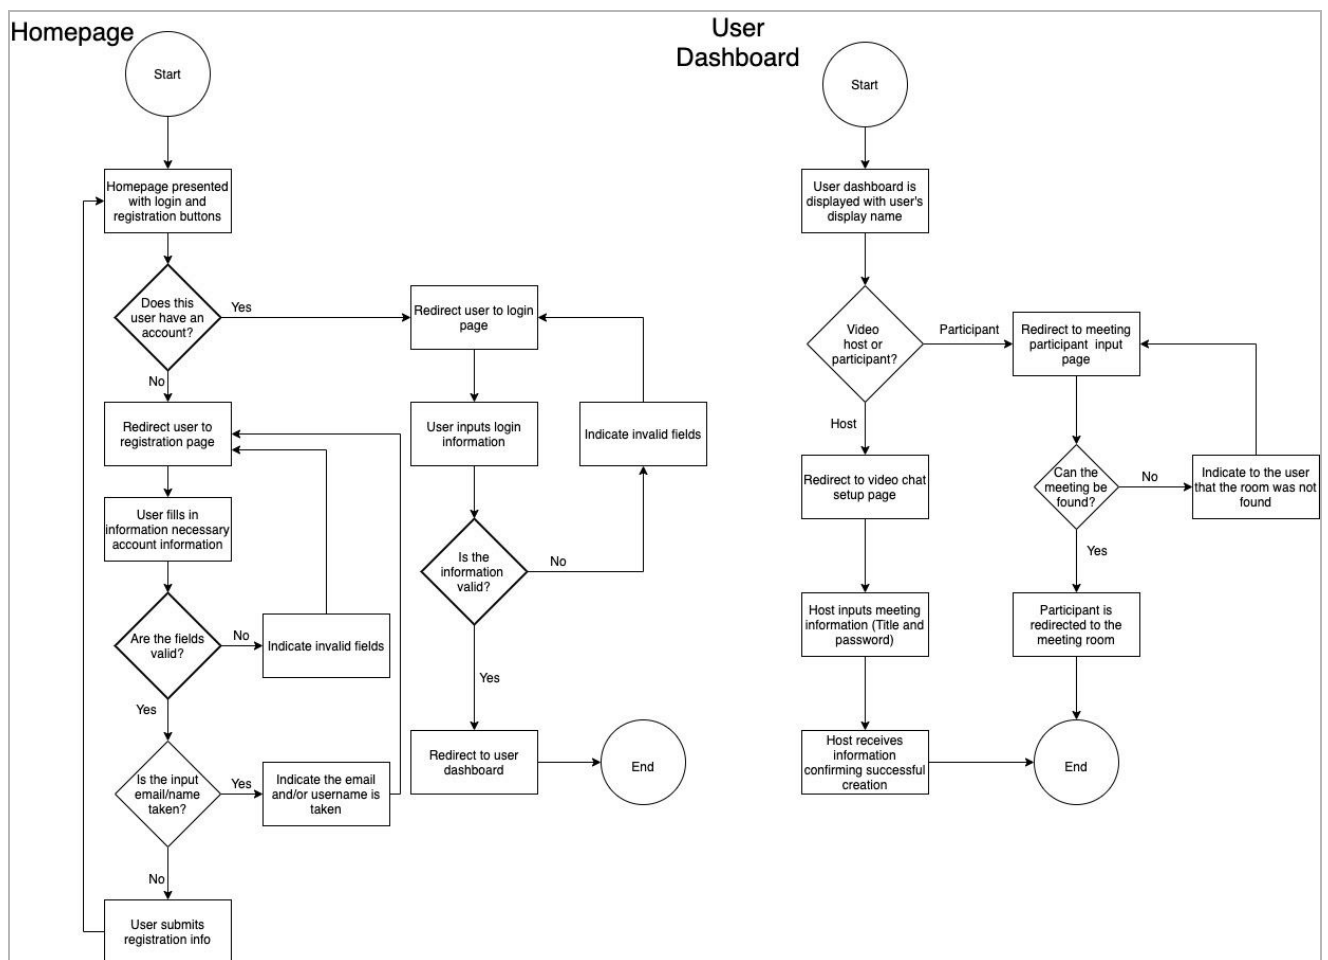 Homepage
Start
Homepage presented
with login and
registration buttons
Does this
user have an
account?
Yes
No
Redirect user to login
page
Redirect user to
registration page
User inputs login
information
Indicate invalid fields
User fills in
information necessary
account information
Is the
information
valid?
No
Are the fields
valid?
No
Indicate invalid fields
Yes
Yes
Is the input
email/name
taken?
Yes
Indicate the email
and/or username is
taken
Redirect to user
dashboard
End
No
User submits
registration info
User
Dashboard
Start
User dashboard is
displayed with user's
display name
Video
host or
participant?
Participant
Redirect to meeting
participant input
page
Host
Redirect to video chat
setup page
Can the
meeting be
found?
No
Indicate to the user
that the room was not
found
Yes
Host inputs meeting
information (Title and
password)
Participant is
redirected to the
meeting room
Host receives
information
confirming successful
creation
End